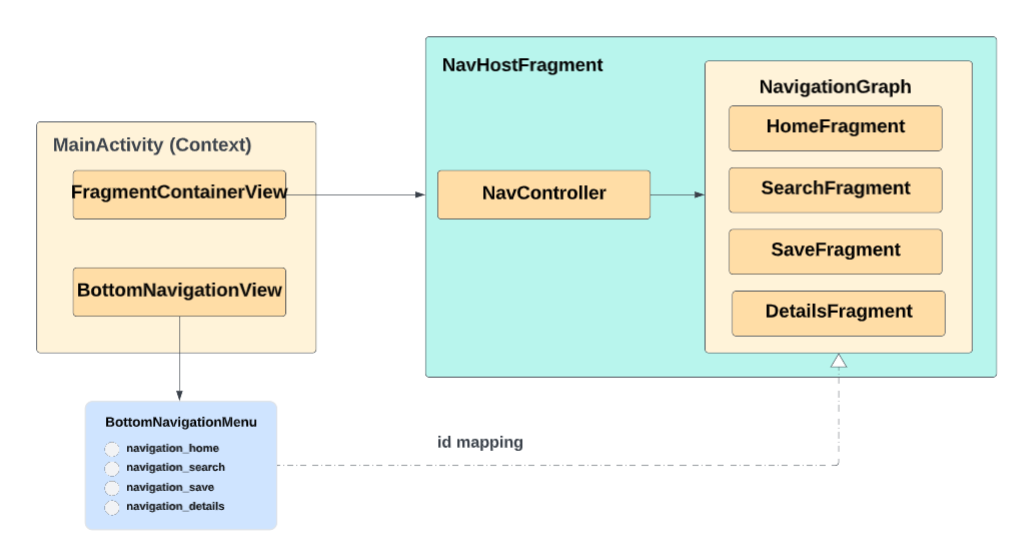 MainActivity (Context)
FragmentContainerView
BottomNavigationView
BottomNavigationMenu
navigation_home
navigation_search
navigation_save
navigation_details
id mapping
NavHostFragment
NavController
NavigationGraph
HomeFragment
SearchFragment
SaveFragment
DetailsFragment